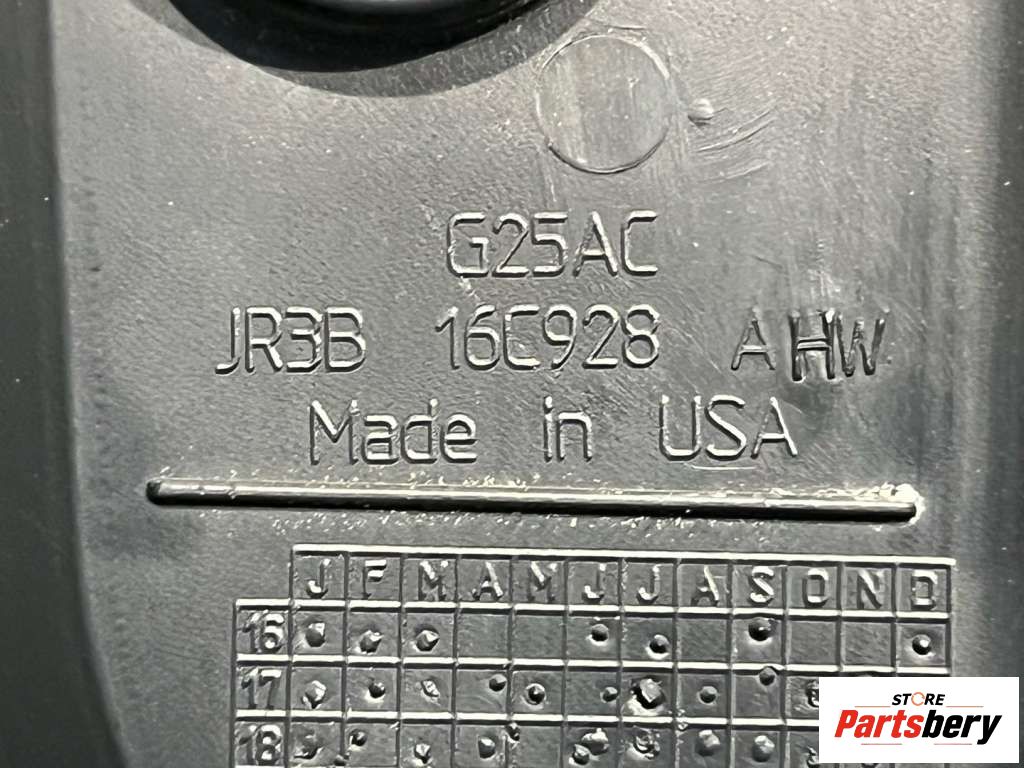 G25AC
JR3B 16C928 AHW
Made in USA
J F M A M J J A S O N D
16
17
18
STORE
Partsbery